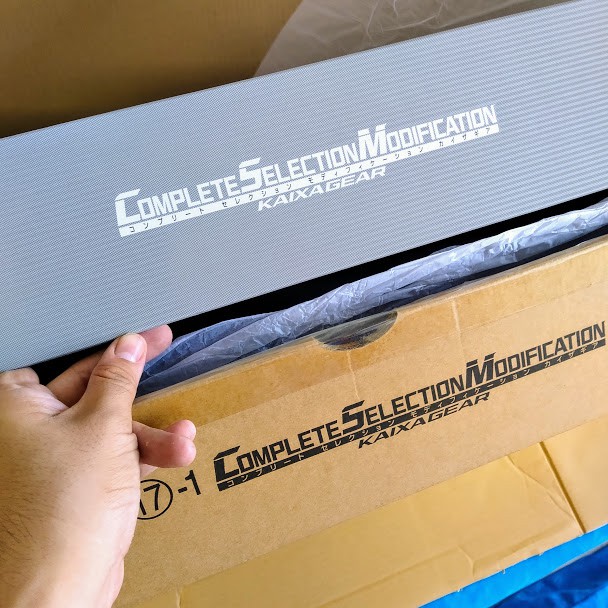 COMPLETE SELECTION MODIFICATION
コンプリート セレクション モディフィケーション カイザギア
KAIXAGEAR
COMPLETE SELECTION MODIFICATION
コンプリート セレクション モディフィケーション カイザギア
KAIXAGEAR
-1